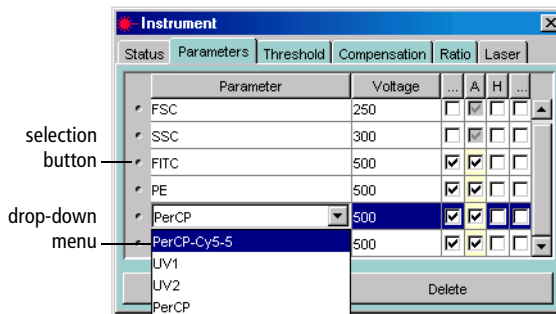 Instrument
Status Parameters Threshold Compensation Ratio Laser
Parameter Voltage ... A H ...
FSC 250
SSC 300
selection button
FITC 500
PE 500
drop-down menu
PerCP 500
PerCP-Cy5-5 500
UV1
UV2
PerCP
Delete